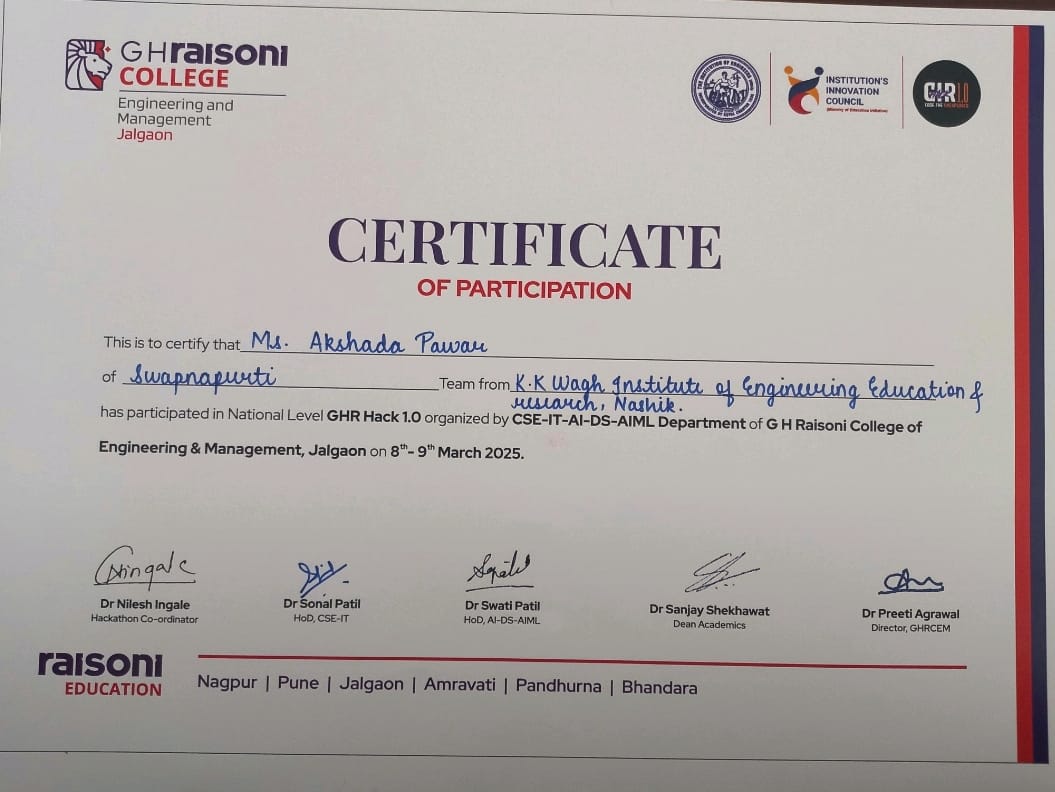 GHraisoni
COLLEGE
Engineering and
Management
Jalgaon
INSTITUTION'S
INNOVATION
COUNCIL
(Ministry of Education Initiative)
CERTIFICATE
OF PARTICIPATION
This is to certify that Ms. Akshada Pawar
of Swapnapurti Team from K.K Wagh Institute of Engineering Education &
research, Nashik.
has participated in National Level GHR Hack 1.0 organized by CSE-IT-AI-DS-AIML Department of G H Raisoni College of
Engineering & Management, Jalgaon on 8th- 9th March 2025.
Dr Nilesh Ingale
Hackathon Co-ordinator
Dr Sonal Patil
HoD, CSE-IT
Dr Swati Patil
HoD, AI-DS-AIML
Dr Sanjay Shekhawat
Dean Academics
Dr Preeti Agrawal
Director, GHRCEM
raisoni
EDUCATION
Nagpur | Pune | Jalgaon | Amravati | Pandhurna | Bhandara